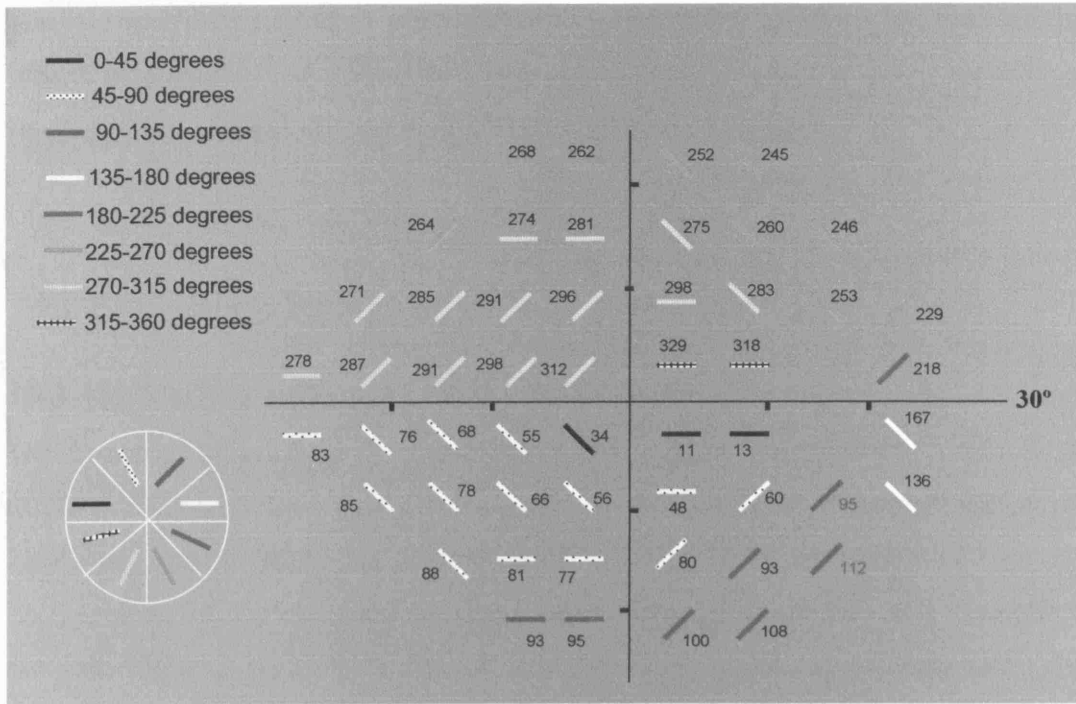 0-45 degrees
45-90 degrees
90-135 degrees
135-180 degrees
180-225 degrees
225-270 degrees
270-315 degrees
315-360 degrees
268 262 252 245
264 274 281 275 260 246
271 285 291 296 298 283 253 229
278 287 291 298 312 329 318 218
30º
83 76 68 55 34 11 13 167
85 78 66 56 48 60 95 136
88 81 77 80 93 112
93 95 100 108